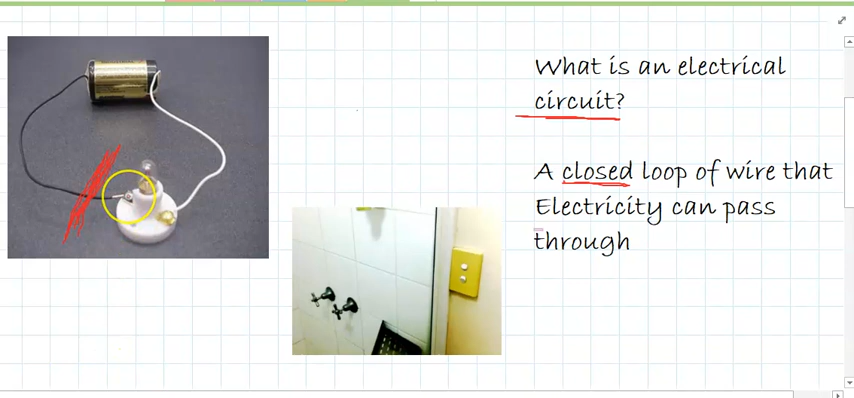 What is an electrical
circuit?
A closed loop of wire that
Electricity can pass
through